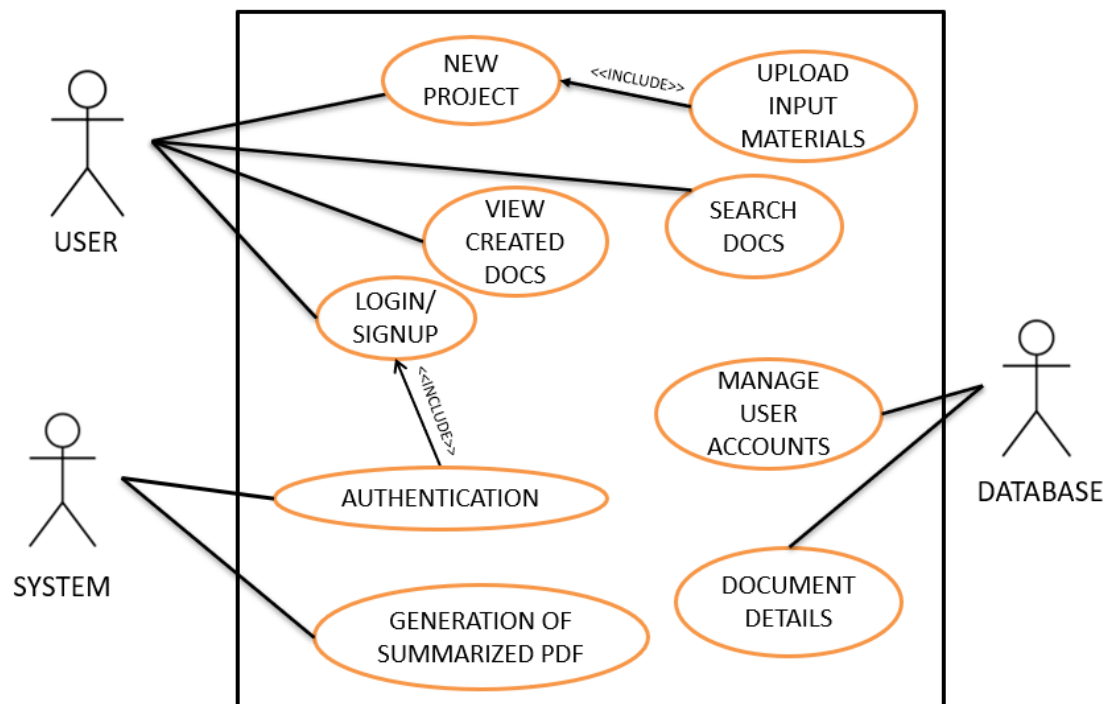 NEW
PROJECT
<<INCLUDE>>
UPLOAD
INPUT
MATERIALS
USER
VIEW
CREATED
DOCS
SEARCH
DOCS
LOGIN/
SIGNUP
<<INCLUDE>>
MANAGE
USER
ACCOUNTS
DATABASE
AUTHENTICATION
SYSTEM
DOCUMENT
DETAILS
GENERATION OF
SUMMARIZED PDF